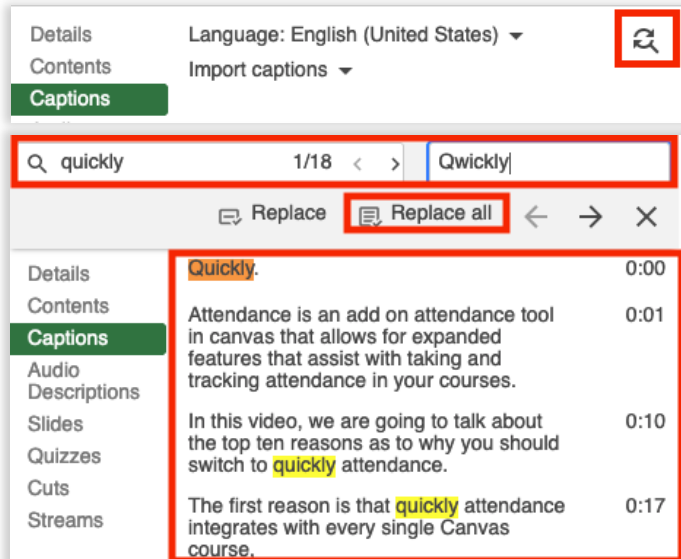 Details
Contents
Captions
Language: English (United States)
Import captions
quickly 1/18 Qwickly
Replace Replace all
Details
Contents
Captions
Audio
Descriptions
Slides
Quizzes
Cuts
Streams
Quickly. 0:00
Attendance is an add on attendance tool 0:01
in canvas that allows for expanded
features that assist with taking and
tracking attendance in your courses.
In this video, we are going to talk about 0:10
the top ten reasons as to why you should
switch to quickly attendance.
The first reason is that quickly attendance 0:17
integrates with every single Canvas
course,